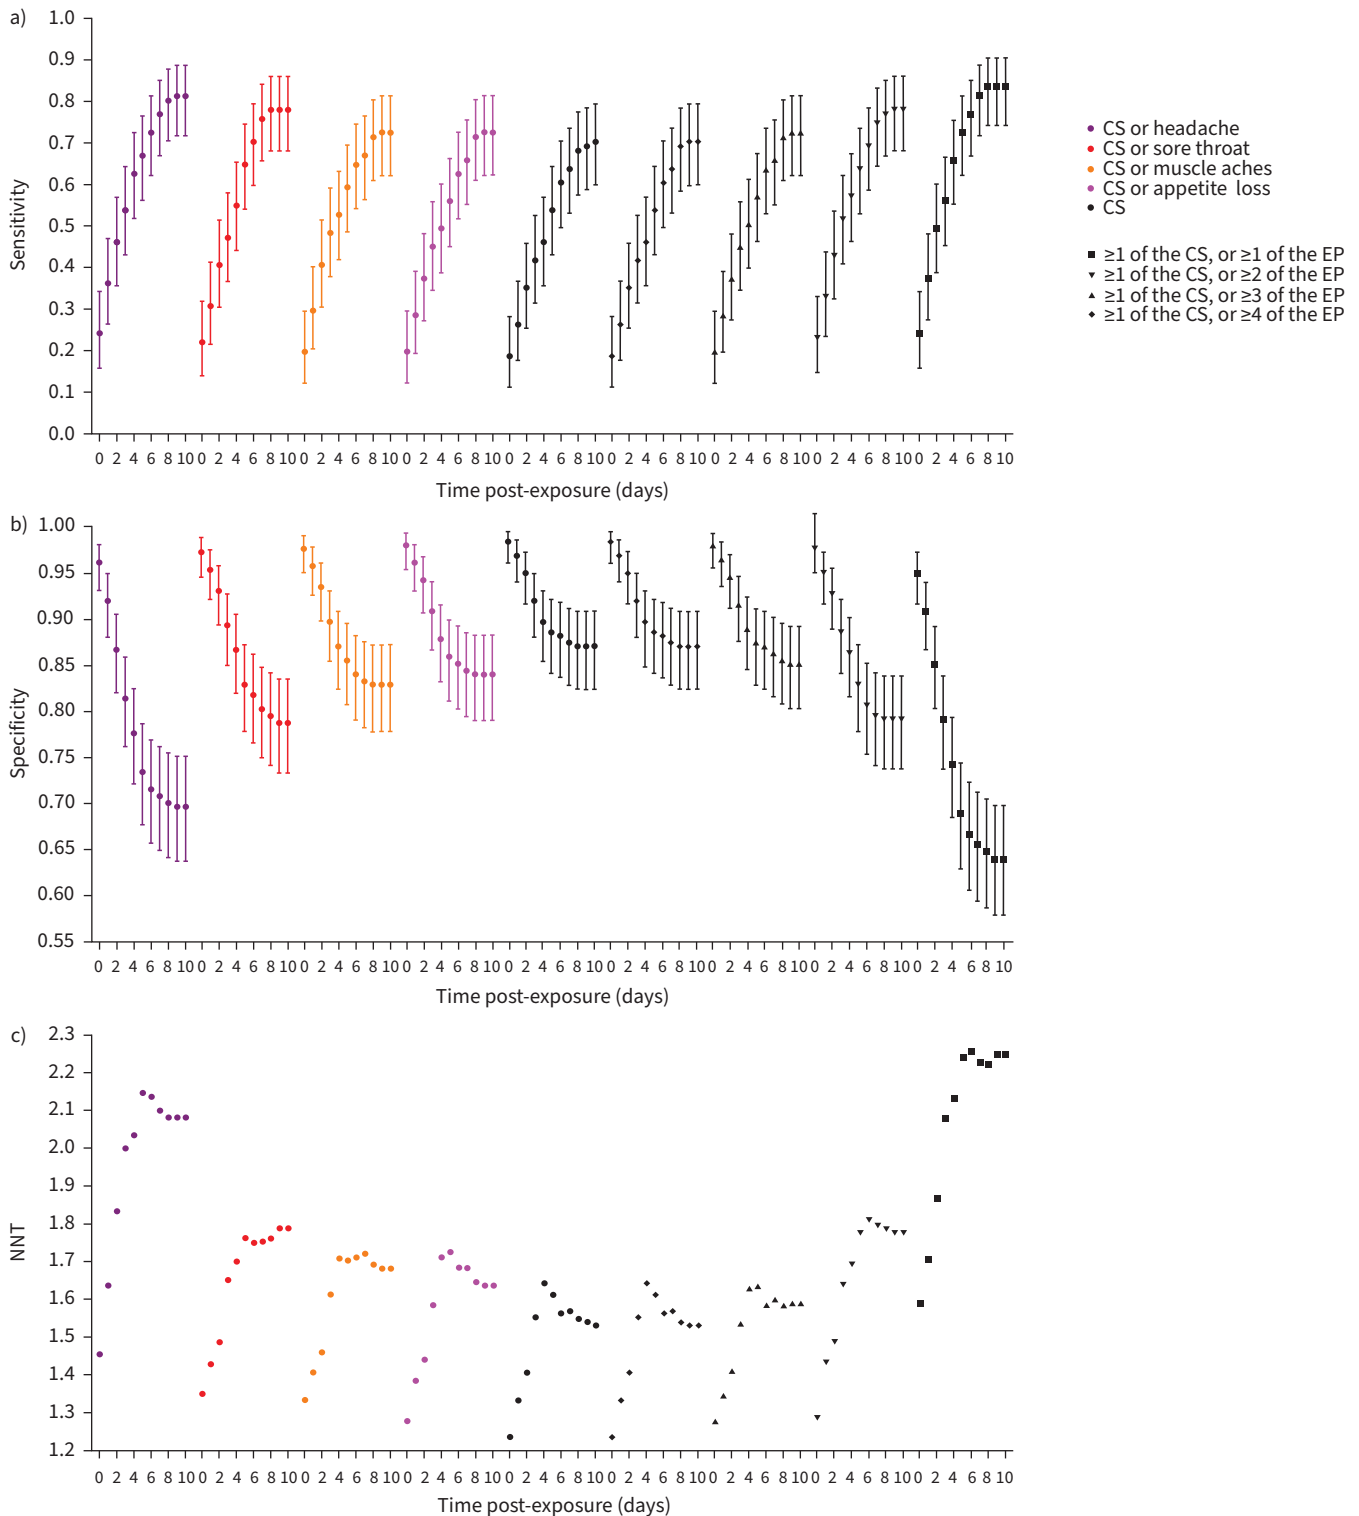 a)
1.0
0.9
0.8
0.7
0.6
0.5
0.4
0.3
0.2
0.1
0.0
Sensitivity
0 2 4 6 8 10 0 2 4 6 8 10 0 2 4 6 8 10 0 2 4 6 8 10 0 2 4 6 8 10 0 2 4 6 8 10 0 2 4 6 8 10 0 2 4 6 8 10 0 2 4 6 8 10
Time post-exposure (days)
CS or headache
CS or sore throat
CS or muscle aches
CS or appetite loss
CS
≥1 of the CS, or ≥1 of the EP
≥1 of the CS, or ≥2 of the EP
≥1 of the CS, or ≥3 of the EP
≥1 of the CS, or ≥4 of the EP
b)
1.00
0.95
0.90
0.85
0.80
0.75
0.70
0.65
0.60
0.55
Specificity
0 2 4 6 8 10 0 2 4 6 8 10 0 2 4 6 8 10 0 2 4 6 8 10 0 2 4 6 8 10 0 2 4 6 8 10 0 2 4 6 8 10 0 2 4 6 8 10 0 2 4 6 8 10
Time post-exposure (days)
c)
2.3
2.2
2.1
2.0
1.9
1.8
1.7
1.6
1.5
1.4
1.3
1.2
NNT
0 2 4 6 8 10 0 2 4 6 8 10 0 2 4 6 8 10 0 2 4 6 8 10 0 2 4 6 8 10 0 2 4 6 8 10 0 2 4 6 8 10 0 2 4 6 8 10 0 2 4 6 8 10
Time post-exposure (days)